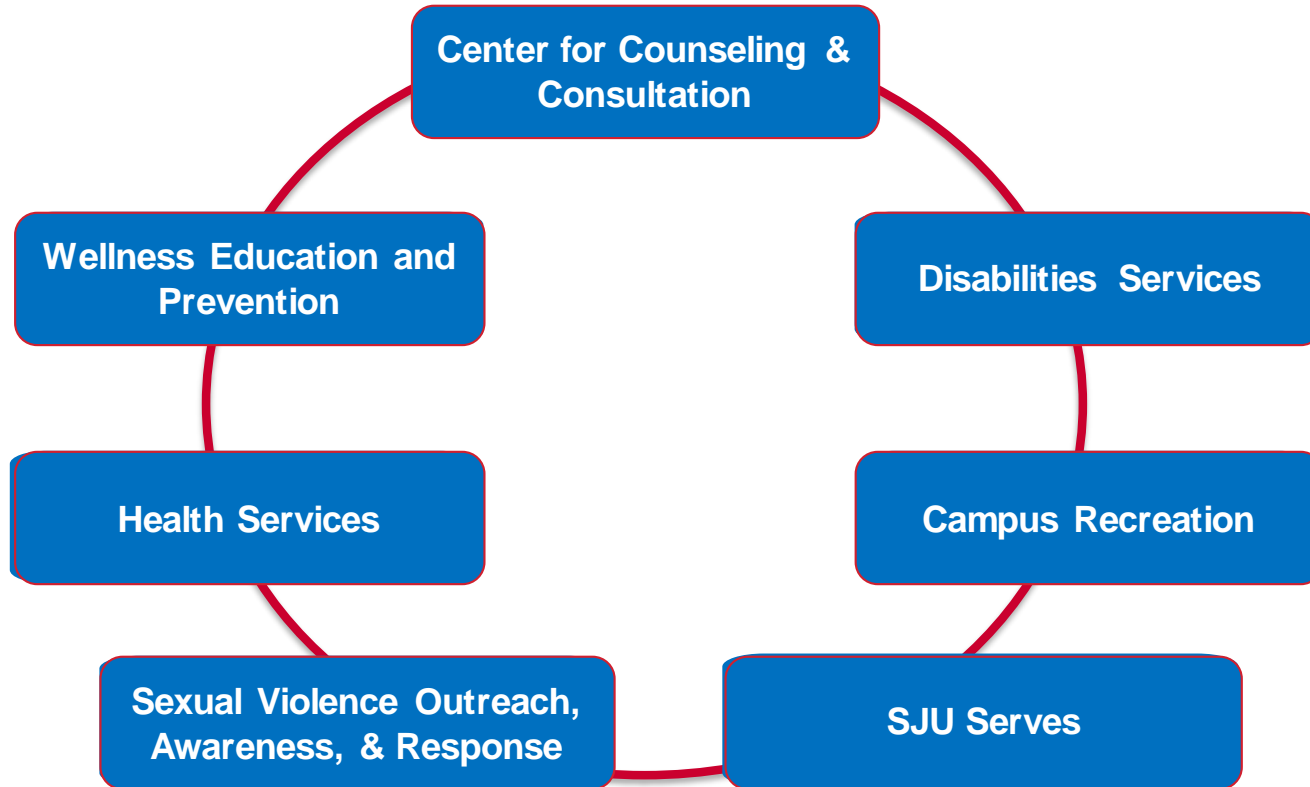 Center for Counseling &
Consultation
Wellness Education and
Prevention
Disabilities Services
Health Services
Campus Recreation
Sexual Violence Outreach,
Awareness, & Response
SJU Serves